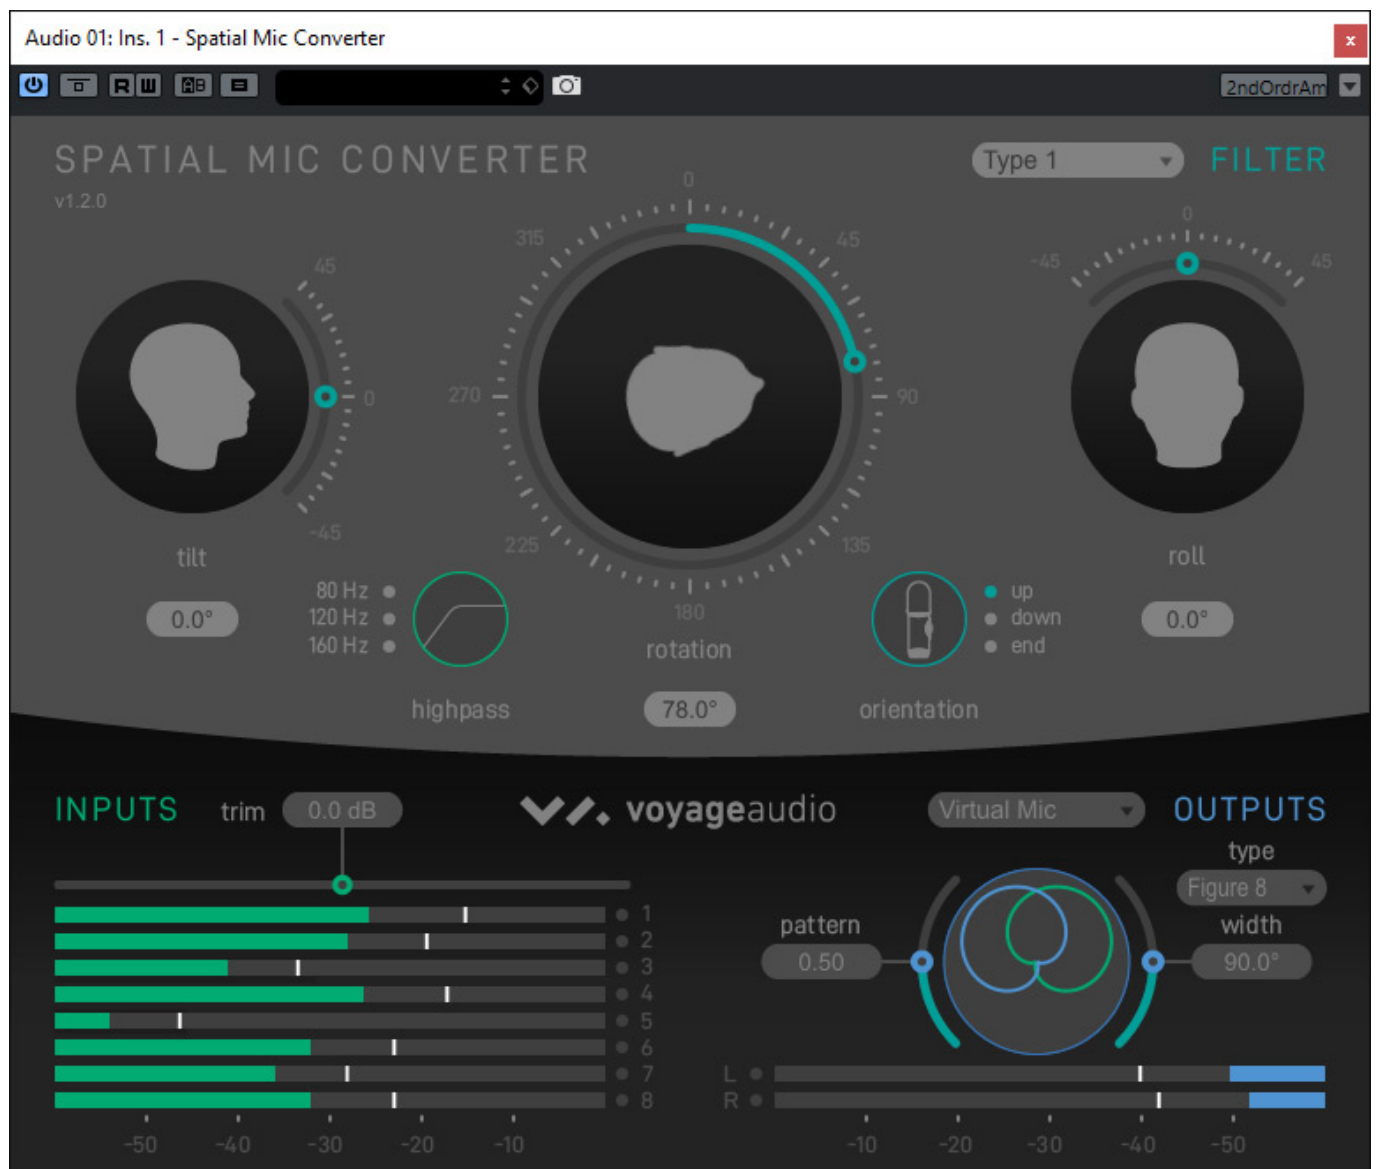 Audio 01: Ins. 1 - Spatial Mic Converter
x
R W AB 2ndOrdrAm
SPATIAL MIC CONVERTER
Type 1
FILTER
v1.2.0
45
0
-45
tilt
0.0°
0
45
90
135
180
225
270
315
rotation
78.0°
-45
0
45
roll
0.0°
80 Hz
120 Hz
160 Hz
highpass
up
down
end
orientation
INPUTS
trim
0.0 dB
voyageaudio
Virtual Mic
OUTPUTS
type
Figure 8
pattern
0.50
width
90.0°
1
2
3
4
5
6
7
8
-50 -40 -30 -20 -10
L
R
-10 -20 -30 -40 -50